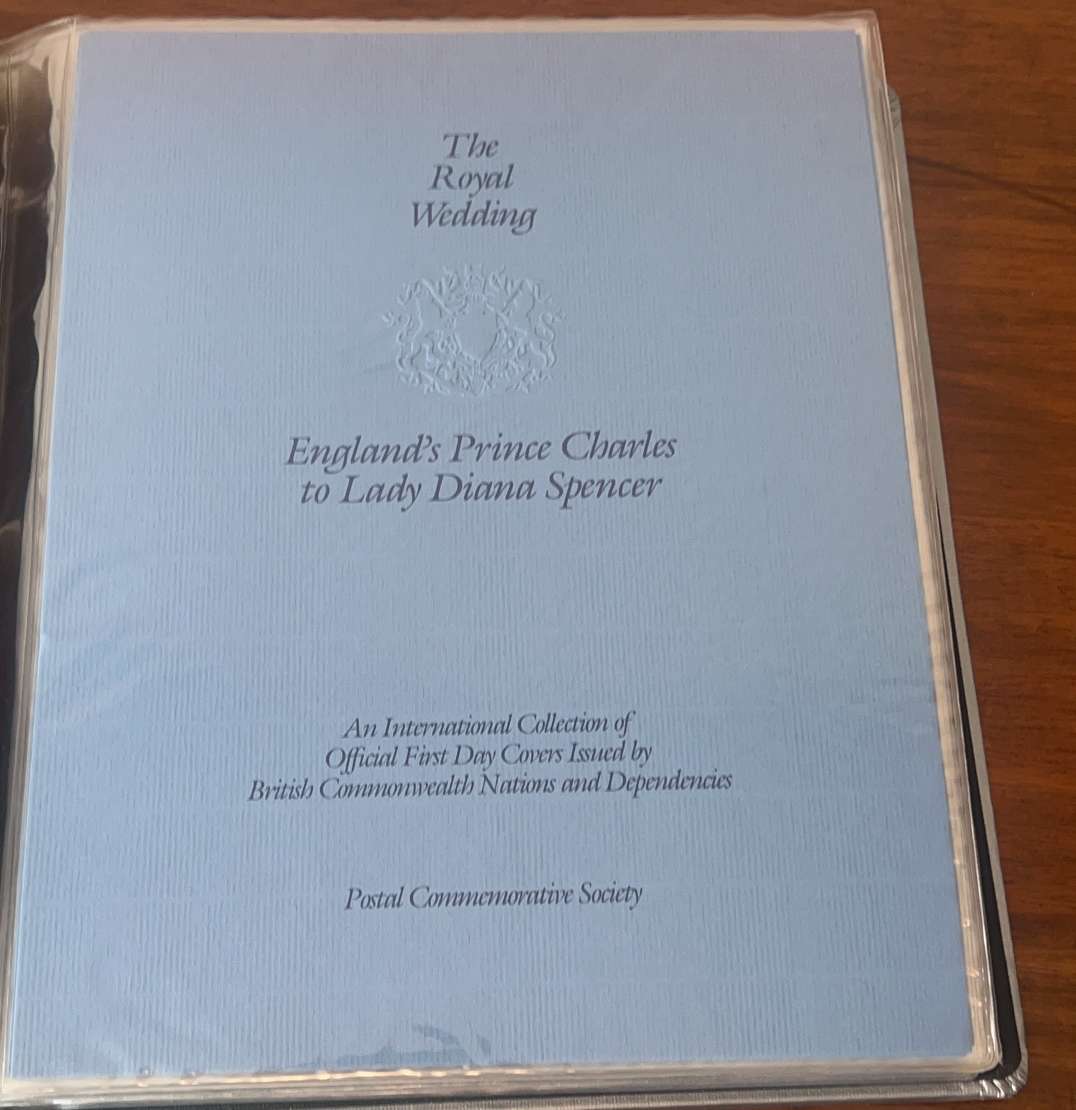 The
Royal
Wedding
England's Prince Charles
to Lady Diana Spencer
An International Collection of
Official First Day Covers Issued by
British Commonwealth Nations and Dependencies
Postal Commemorative Society